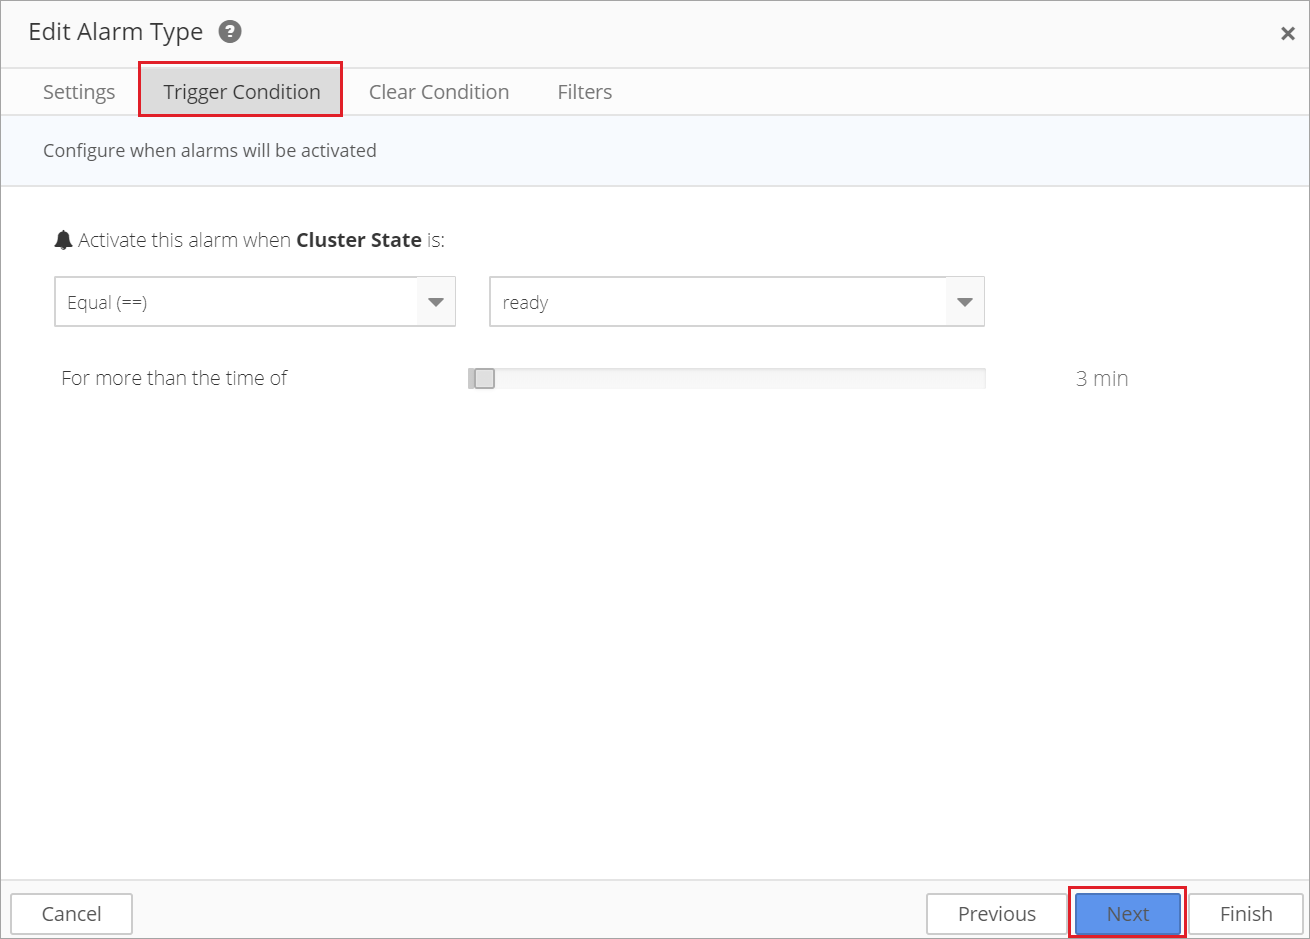 Edit Alarm Type ?
Settings Trigger Condition Clear Condition Filters
Configure when alarms will be activated
Activate this alarm when Cluster State is:
Equal (==) ready
For more than the time of 3 min
Cancel Previous Next Finish